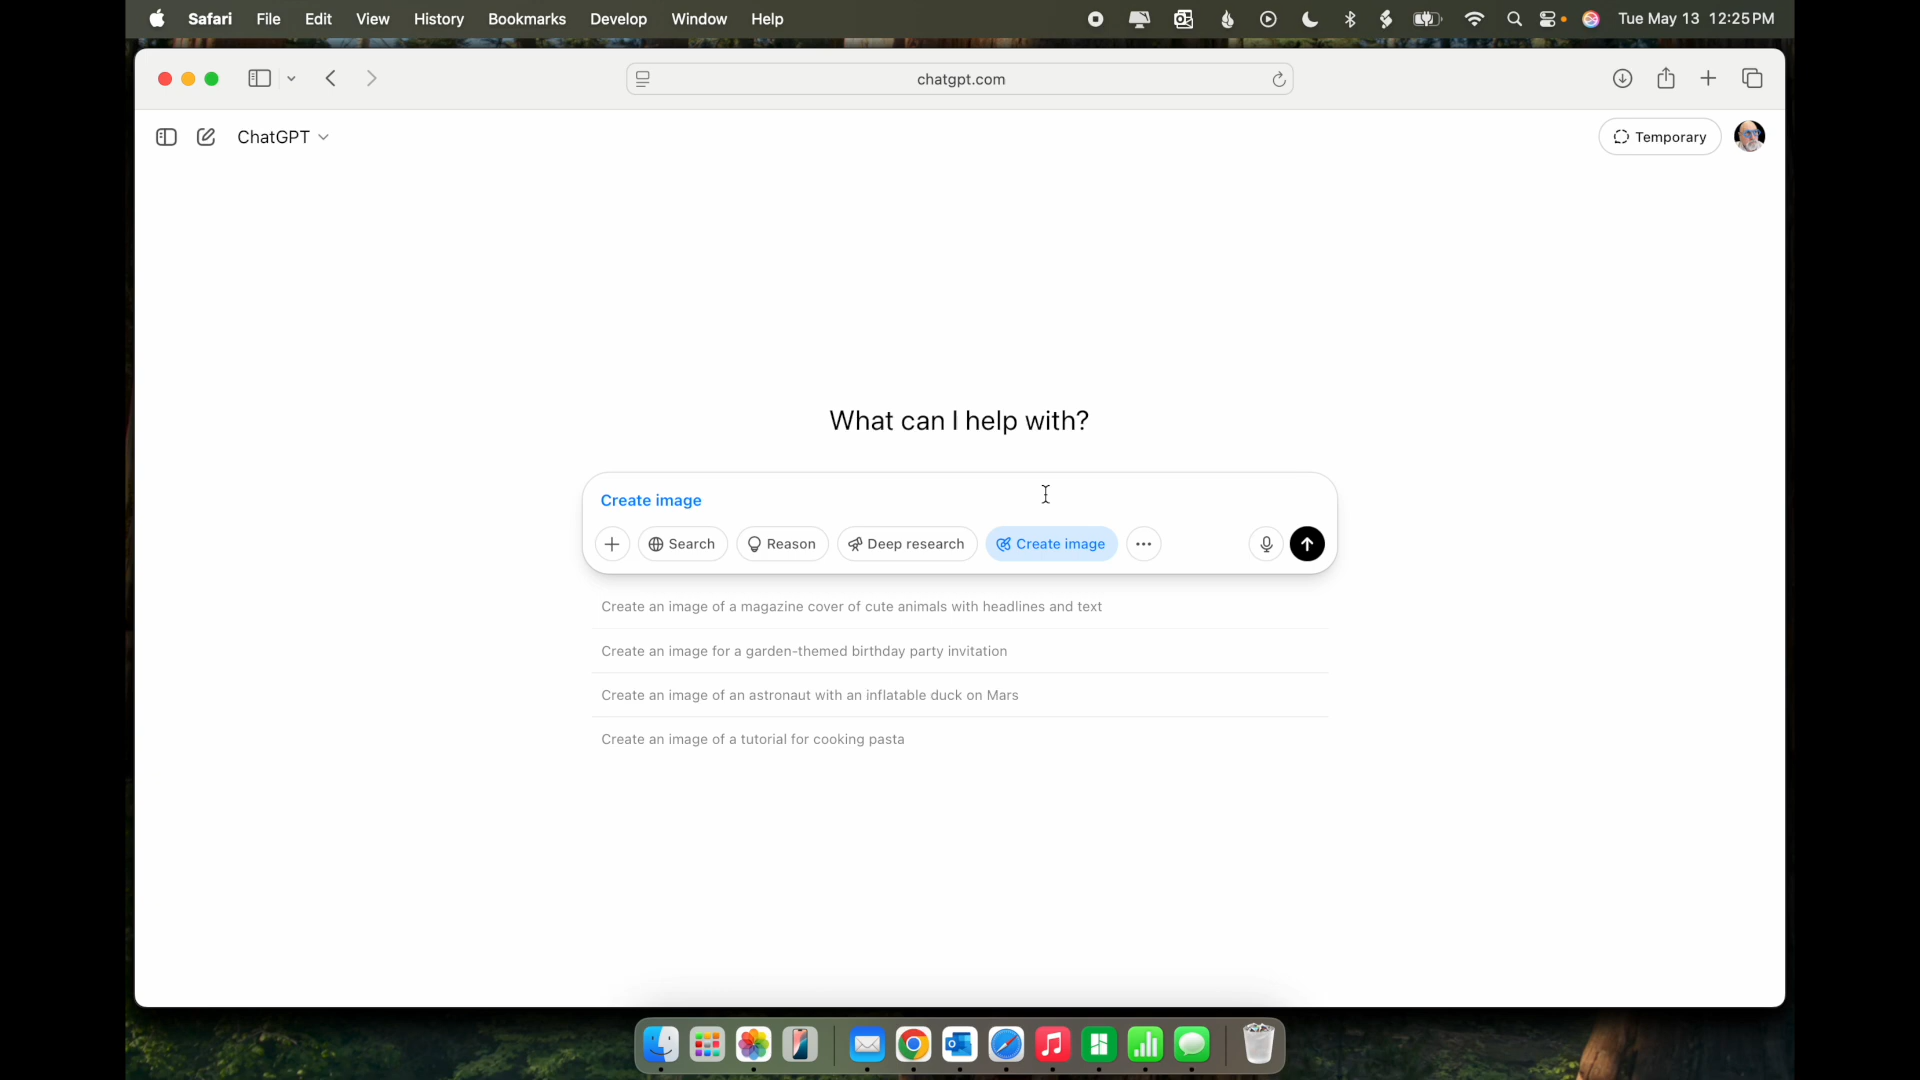 Safari File Edit View History Bookmarks Develop Window Help Tue May 13 12:25 PM
chatgpt.com
ChatGPT Temporary
What can I help with?
Create image
Search Reason Deep research Create image
Create an image of a magazine cover of cute animals with headlines and text
Create an image for a garden-themed birthday party invitation
Create an image of an astronaut with an inflatable duck on Mars
Create an image of a tutorial for cooking pasta